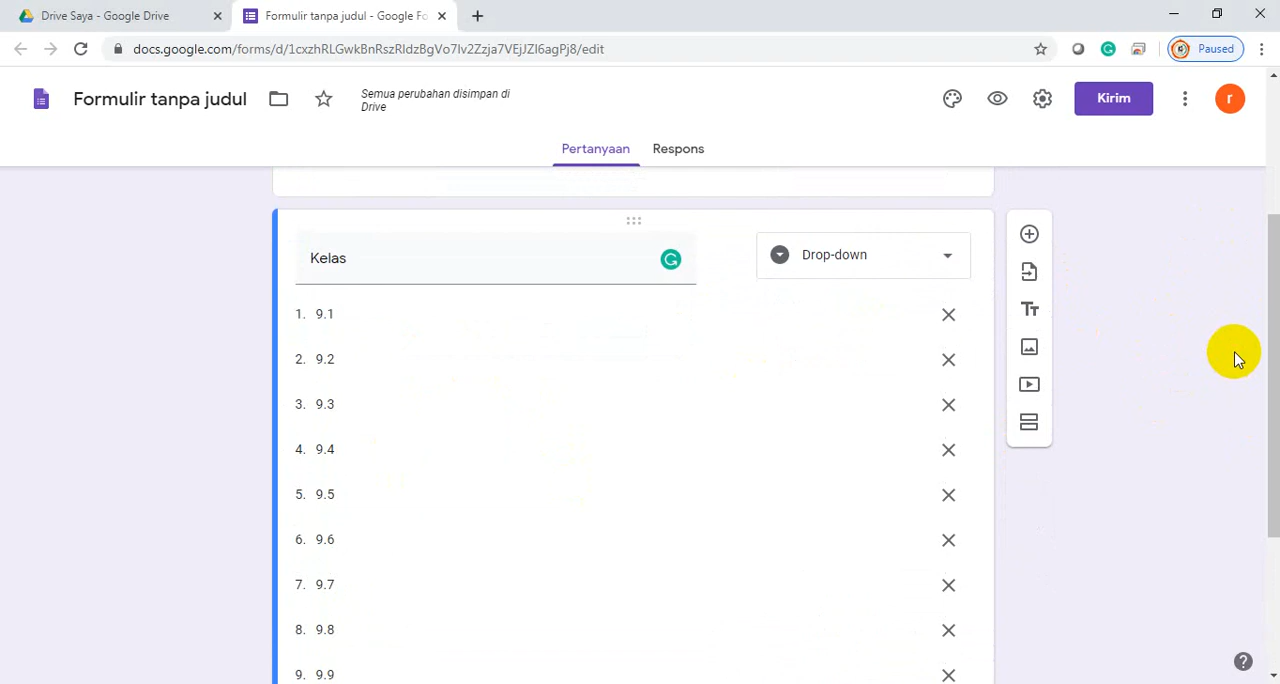 Drive Saya - Google Drive
Formulir tanpa judul - Google Fo
docs.google.com/forms/d/1cxzhRLGwkBnRszRldzBgVo7lv2Zzja7VEjJZl6agPj8/edit
Paused
Formulir tanpa judul
Semua perubahan disimpan di
Drive
Kirim
r
Pertanyaan
Respons
Kelas
Drop-down
1. 9.1
2. 9.2
3. 9.3
4. 9.4
5. 9.5
6. 9.6
7. 9.7
8. 9.8
9. 9.9